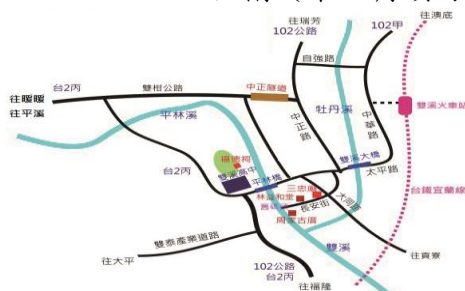 往瑞芳
102公路
102甲
往澳底
自強路
台2丙
雙柑公路
中正隧道
牡丹溪
往暖暖
往平溪
平林溪
中正路
中華路
雙溪火車站
福德祠
雙溪高中
台2丙
平林橋
雙溪大橋
太平路
三忠廟
林益和堂
長安街
大同路
周家古厝
台鐵宜蘭線
雙泰產業道路
雙溪
往大平
102公路
台2丙
往福隆
往貢寮